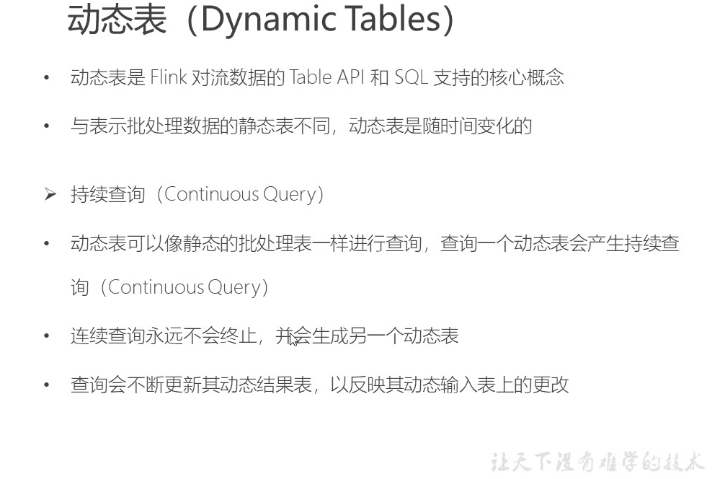 动态表（Dynamic Tables）
• 动态表是 Flink 对流数据的 Table API 和 SQL 支持的核心概念
• 与表示批处理数据的静态表不同，动态表是随时间变化的
➢ 持续查询（Continuous Query）
• 动态表可以像静态的批处理表一样进行查询，查询一个动态表会产生持续查
询（Continuous Query）
• 连续查询永远不会终止，并会生成另一个动态表
• 查询会不断更新其动态结果表，以反映其动态输入表上的更改
让天下没有难学的技术